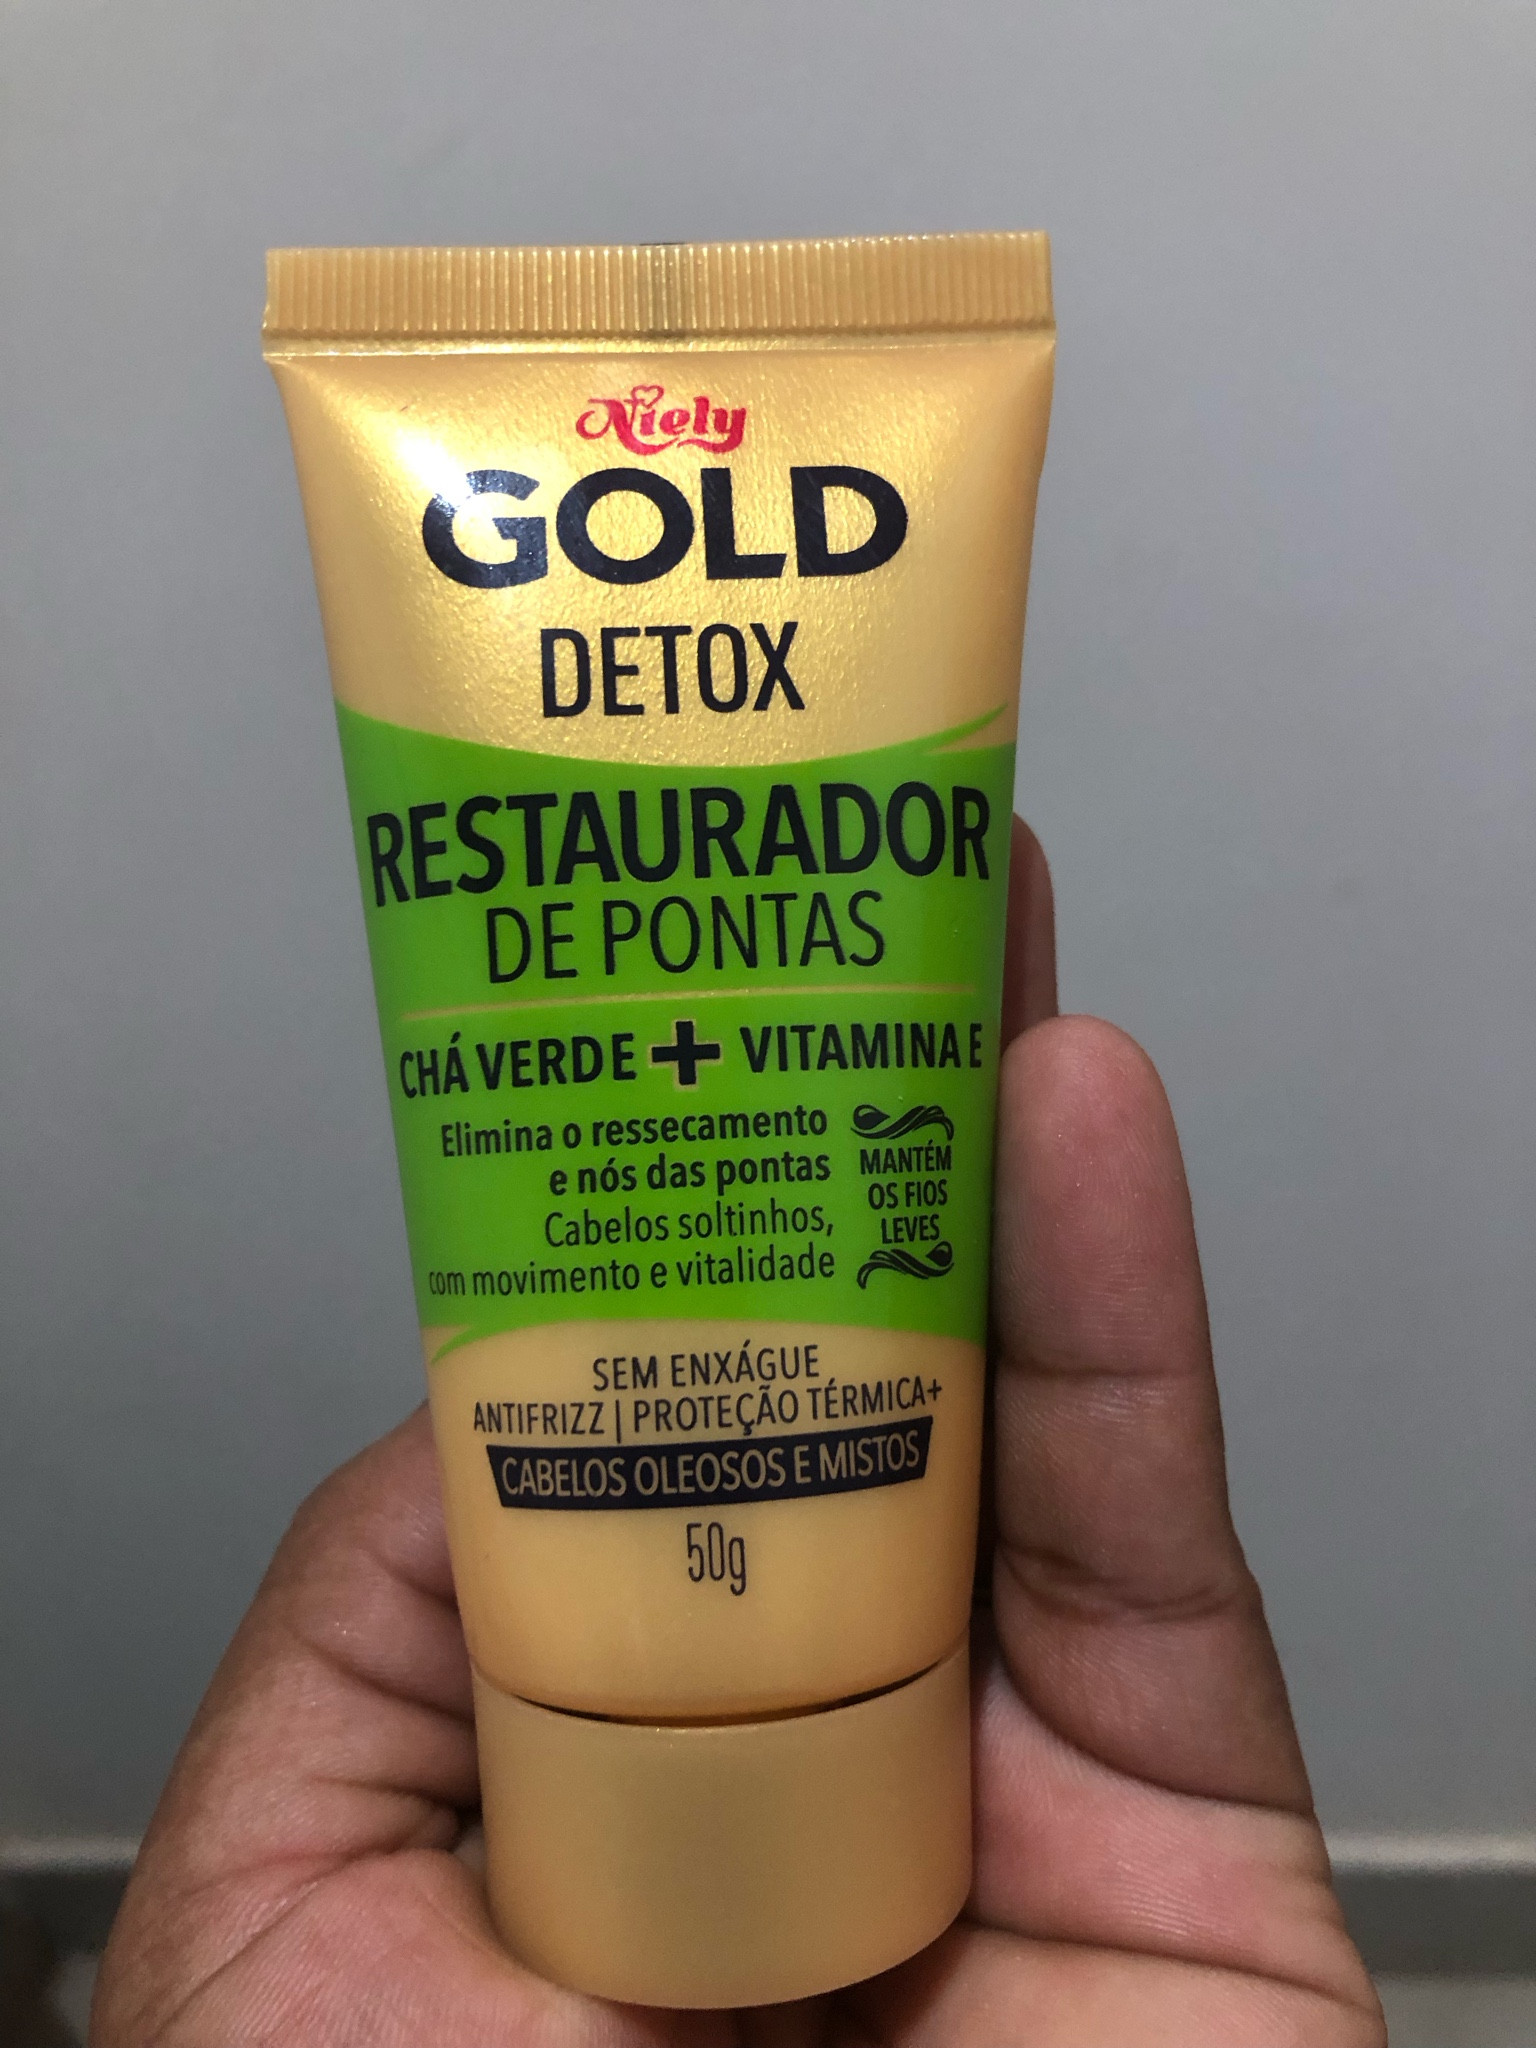 Niely
GOLD
DETOX
RESTAURADOR
DE PONTAS
CHÁ VERDE + VITAMINA E
Elimina o ressecamento
e nós das pontas
Cabelos soltinhos,
com movimento e vitalidade
MANTÉM
OS FIOS
LEVES
SEM ENXÁGUE
ANTIFRIZZ | PROTEÇÃO TÉRMICA+
CABELOS OLEOSOS E MISTOS
50g